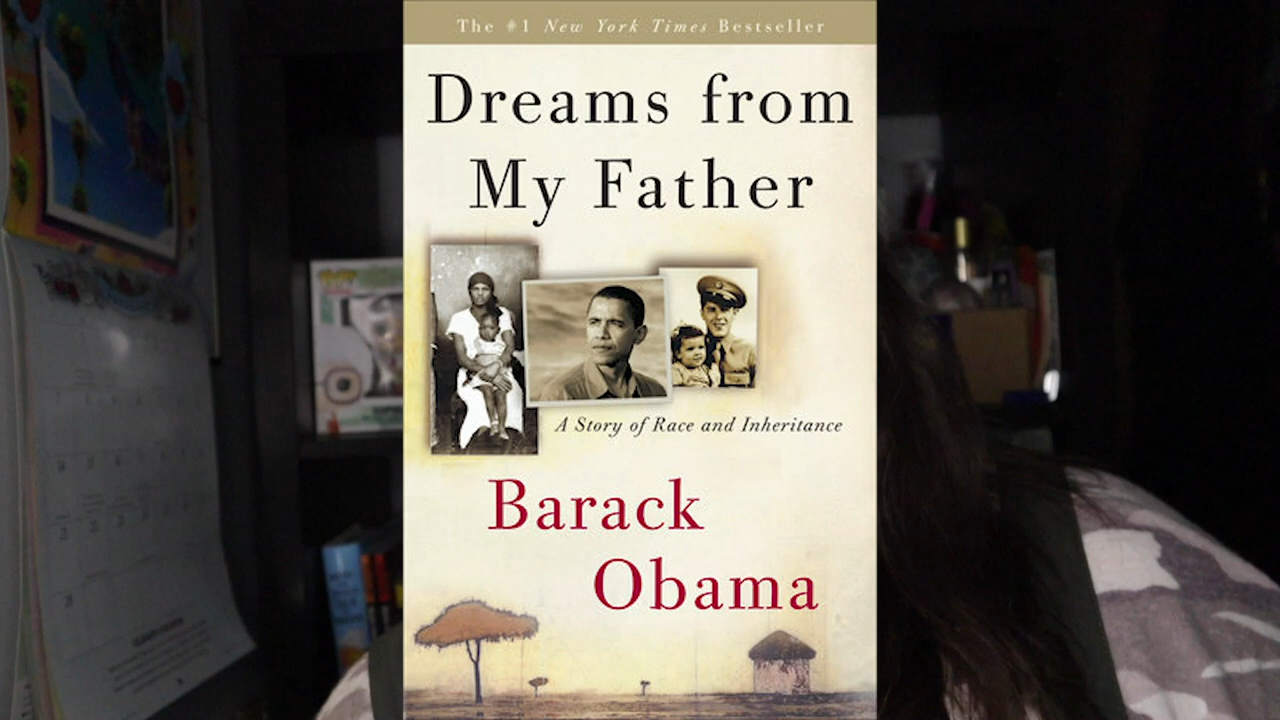 The #1 New York Times Bestseller
Dreams from
My Father
A Story of Race and Inheritance
Barack
Obama